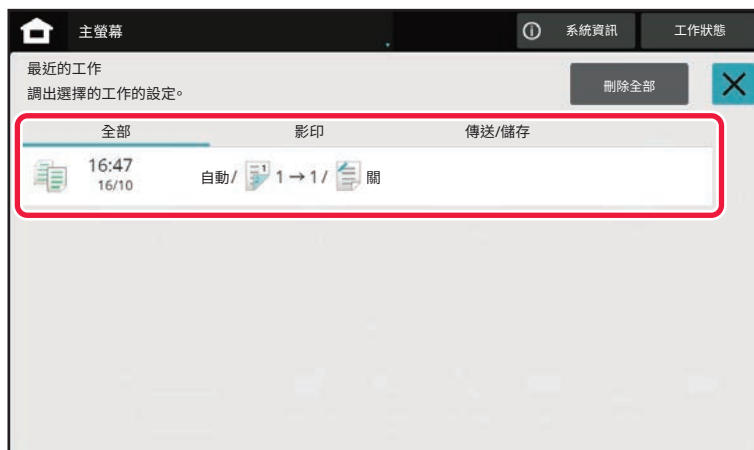 主螢幕
系統資訊
工作狀態
最近的工作
調出選擇的工作的設定。
刪除全部
全部
影印
傳送/儲存
16:47
16/10
自動/ 1→1/ 關